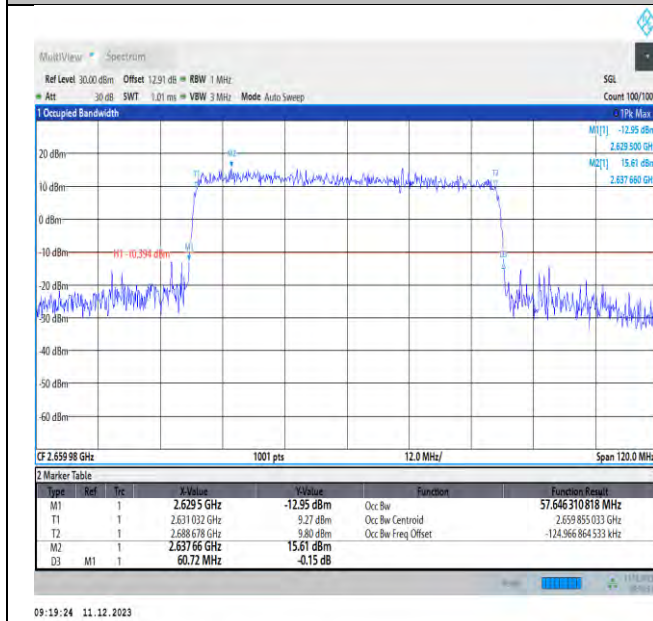 MultiView Spectrum
Ref Level 30.00 dBm Offset 12.91 dB RBW 1 MHz SGL
Att 30 dB SWT 1.01 ms VBW 3 MHz Mode Auto Sweep Count 100/100
1 Occupied Bandwidth 1Pk Max
M1[1] -12.95 dBm
2.629 500 GH
M2[1] 15.61 dBm
2.637 660 GH
20 dBm
M2
T1 T2
10 dBm
0 dBm
M1
-10 dBm H1 -10.394 dBm D3
-20 dBm
-30 dBm
-40 dBm
-50 dBm
-60 dBm
CF 2.659 98 GHz 1001 pts 12.0 MHz/ Span 120.0 MHz
2 Marker Table
Type Ref Trc X-Value Y-Value Function Function Result
M1 1 2.629 5 GHz -12.95 dBm Occ Bw 57.646 310 818 MHz
T1 1 2.631 032 GHz 9.27 dBm Occ Bw Centroid 2.659 855 033 GHz
T2 1 2.688 678 GHz 9.80 dBm Occ Bw Freq Offset -124.966 864 533 kHz
M2 1 2.637 66 GHz 15.61 dBm
D3 M1 1 60.72 MHz -0.15 dB
09:19:24 11.12.2023